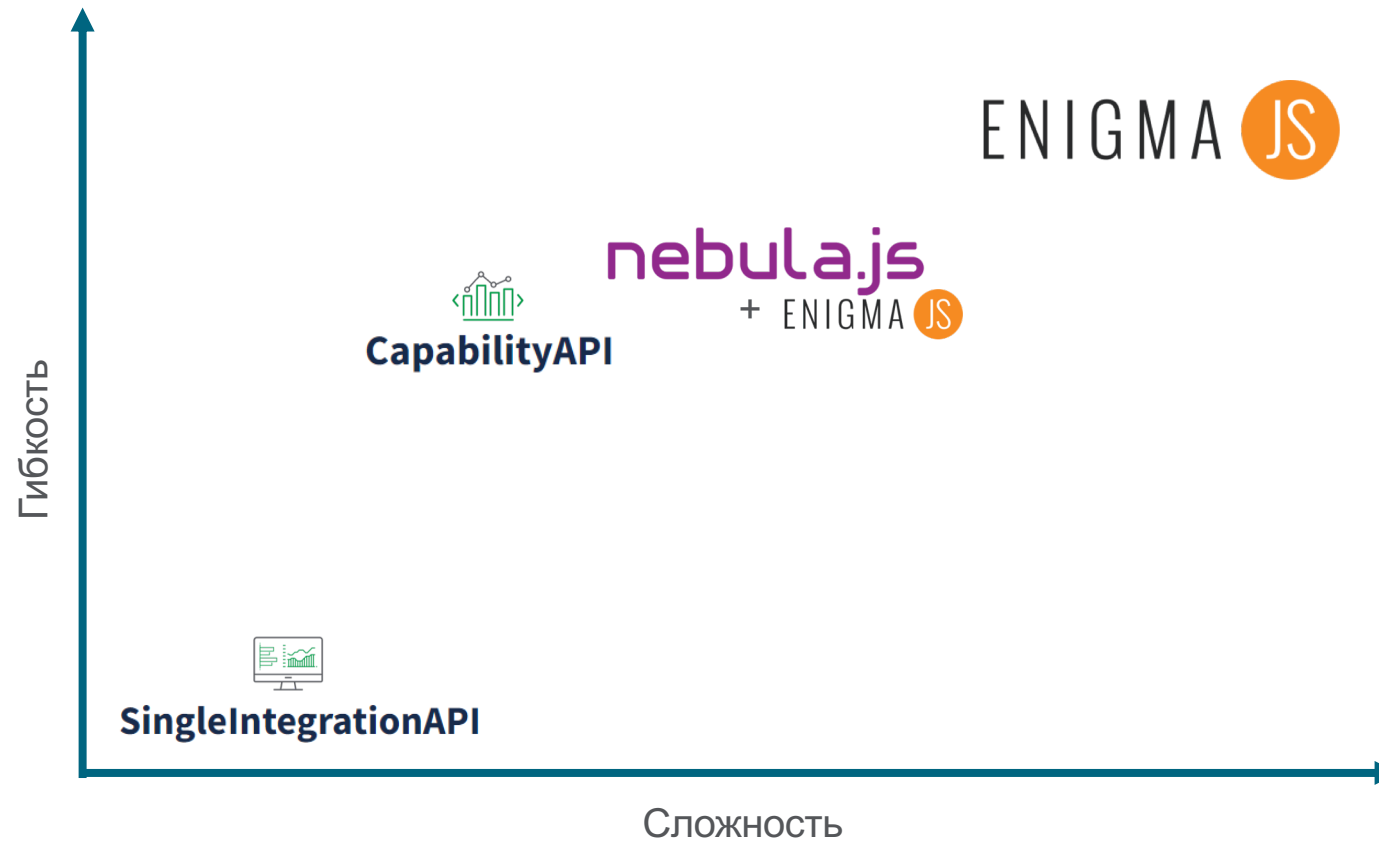 ENIGMA JS
nebula.js
+ ENIGMA JS
CapabilityAPI
Гибкость
SingleIntegrationAPI
Сложность